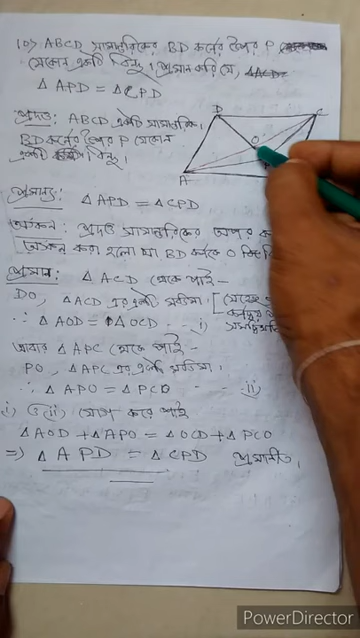 10) ABCD সামান্তরিকের BD কর্ণের উপর P
যেকোন একটি বিন্দু। প্রমাণ করি যে,
Δ APD = Δ CPD
প্রদত্ত: ABCD একটি সামান্তরিক।
BD কর্ণের উপর P যেকোন
একটি বিন্দু।
D
C
O
A
P
প্রামান্য: Δ APD = Δ CPD
অঙ্কন: প্রদত্ত সামান্তরিকের অপর
অঙ্কন করা হলো যা BD কর্ণকে O
প্রমান: Δ ACD থেকে পাই-
DO, Δ ACD এর একটি মধ্যমা। [যেহেতু
∴ Δ AOD = Δ OCD - - i)
আবার Δ APC থেকে পাই-
PO, Δ APC এর একটি মধ্যমা।
∴ Δ APO = Δ PCO - - ii)
i) ও ii) যোগ করে পাই
Δ AOD + Δ APO = Δ OCD + Δ PCO
=> Δ APD = Δ CPD প্রমানীত।
PowerDirector